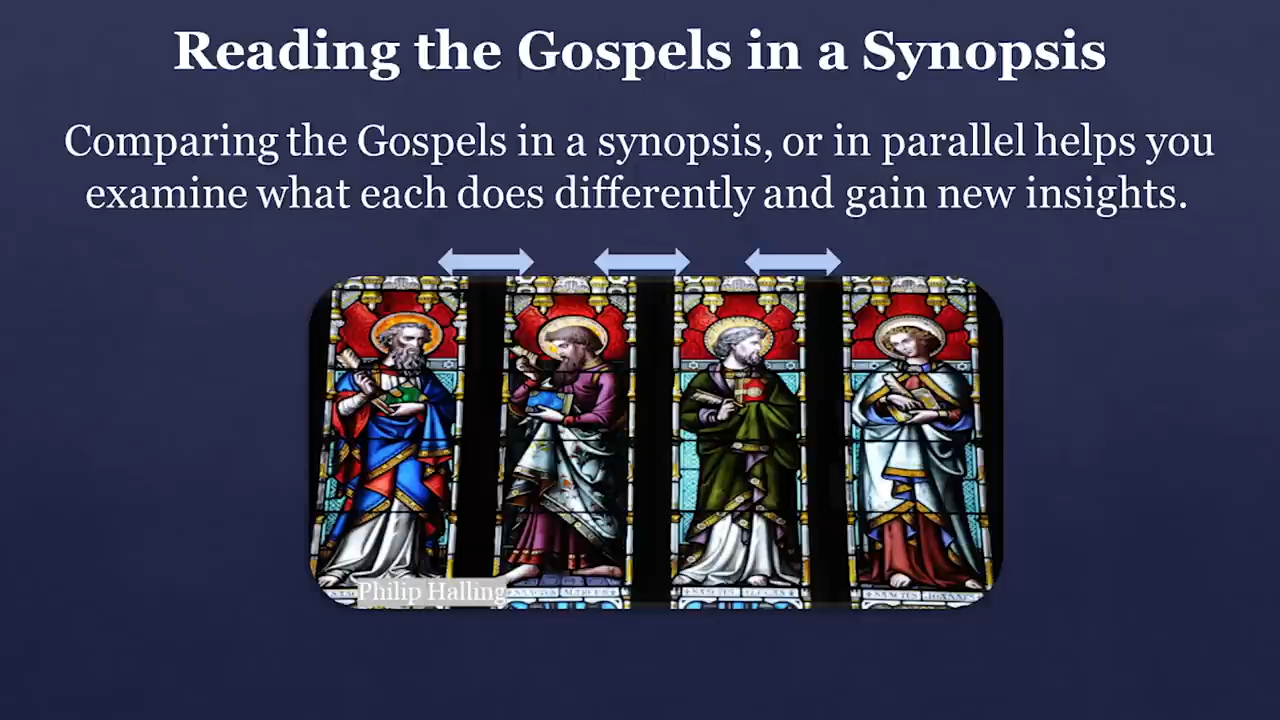 Reading the Gospels in a Synopsis
Comparing the Gospels in a synopsis, or in parallel helps you
examine what each does differently and gain new insights.
Philip Halling